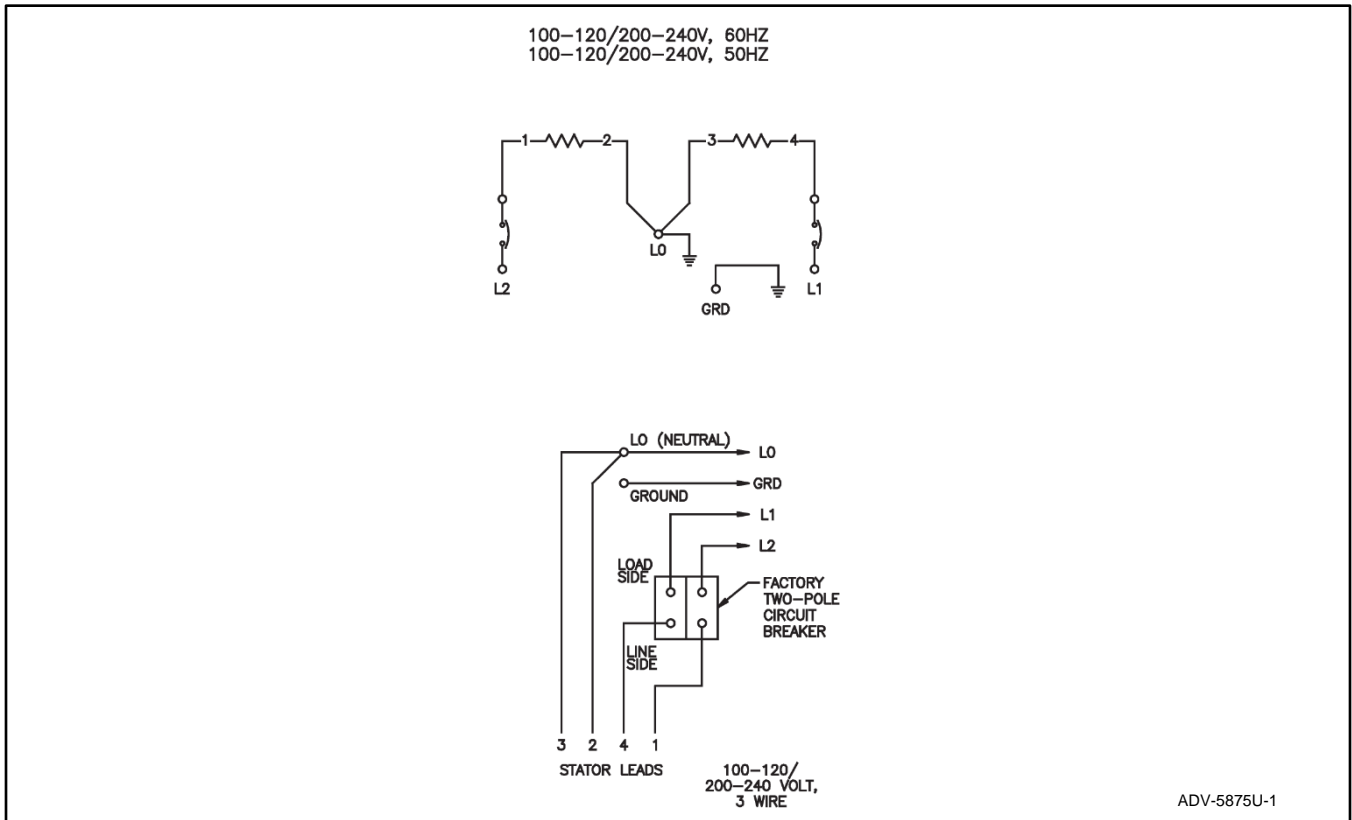 100-120/200-240V, 60HZ
100-120/200-240V, 50HZ
1
2
3
4
L0
L2
GRD
L1
L0 (NEUTRAL)
L0
GRD
GROUND
L1
L2
LOAD
SIDE
FACTORY
TWO-POLE
CIRCUIT
BREAKER
LINE
SIDE
3 2 4 1
STATOR LEADS
100-120/
200-240 VOLT,
3 WIRE
ADV-5875U-1